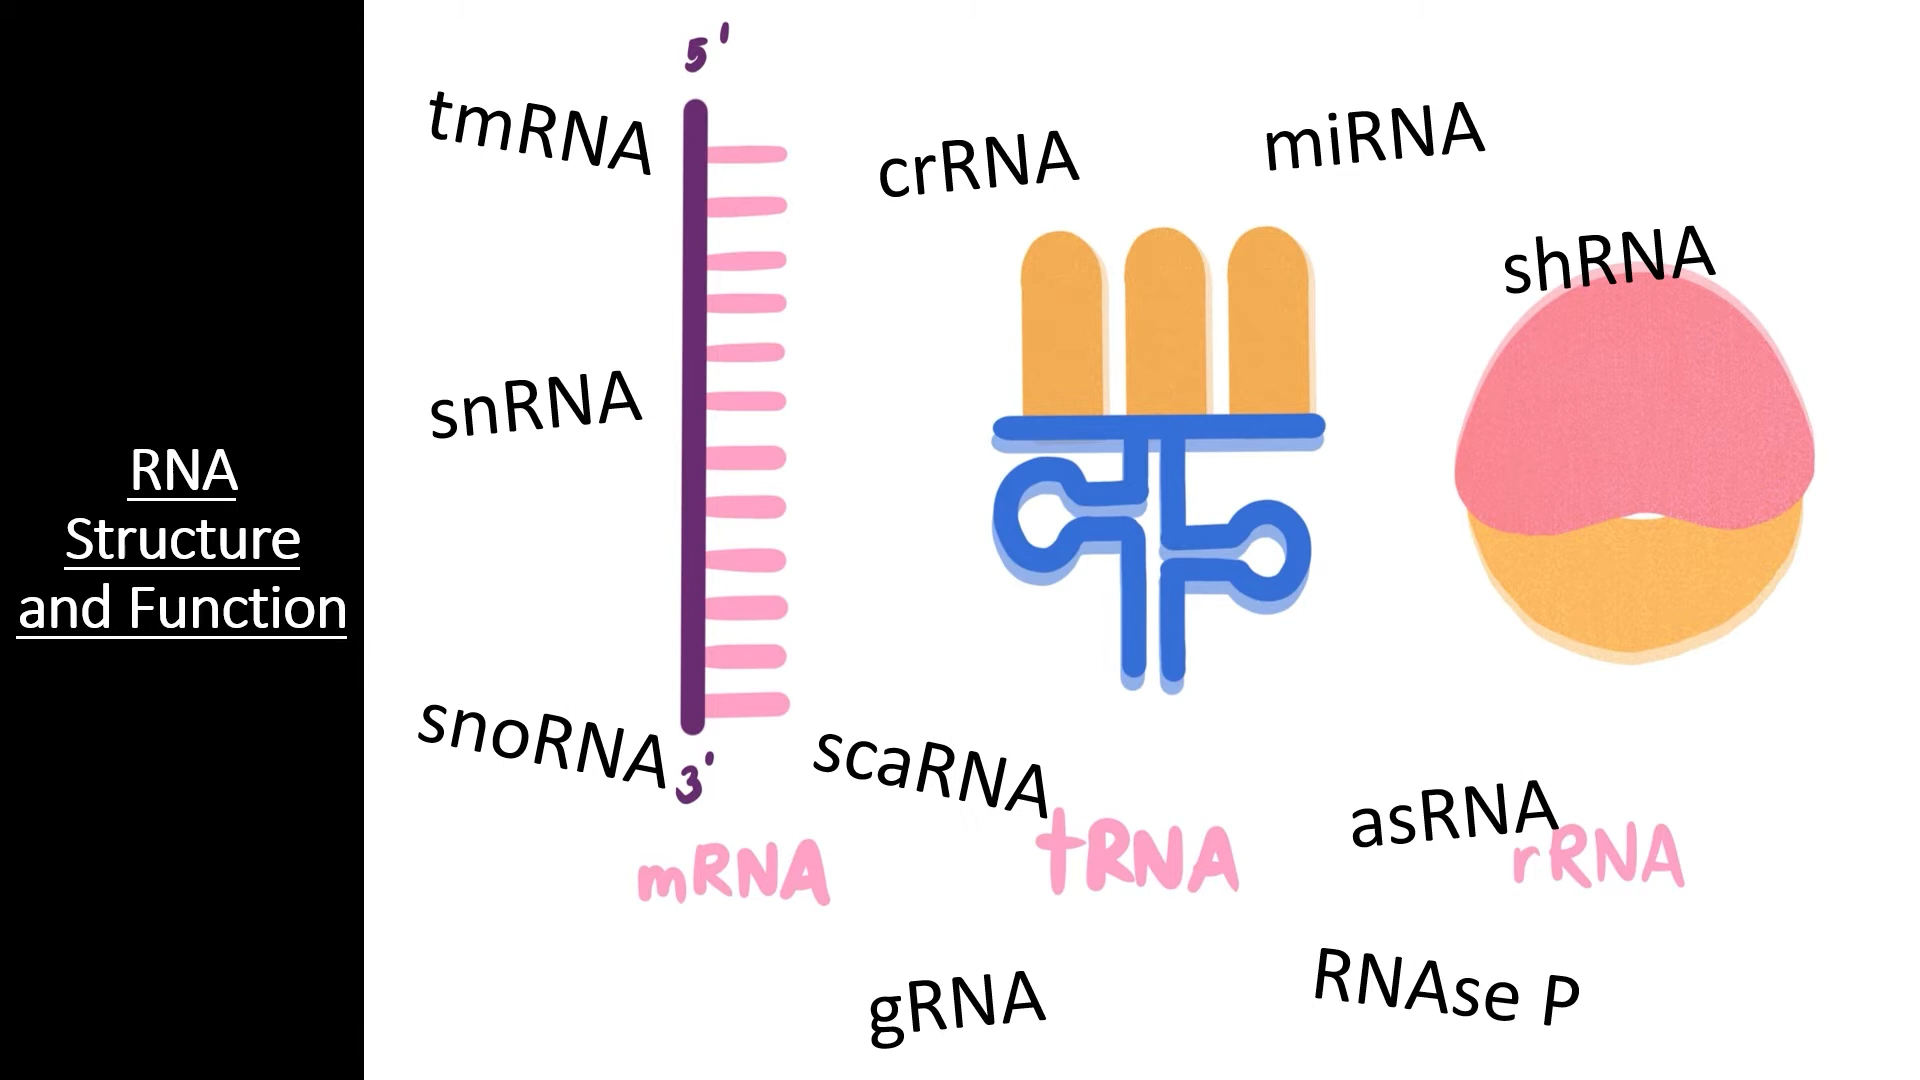 RNA
Structure
and Function
5'
tmRNA
crRNA
miRNA
shRNA
snRNA
snoRNA
3'
scaRNA
asRNA
mRNA
tRNA
rRNA
gRNA
RNAse P